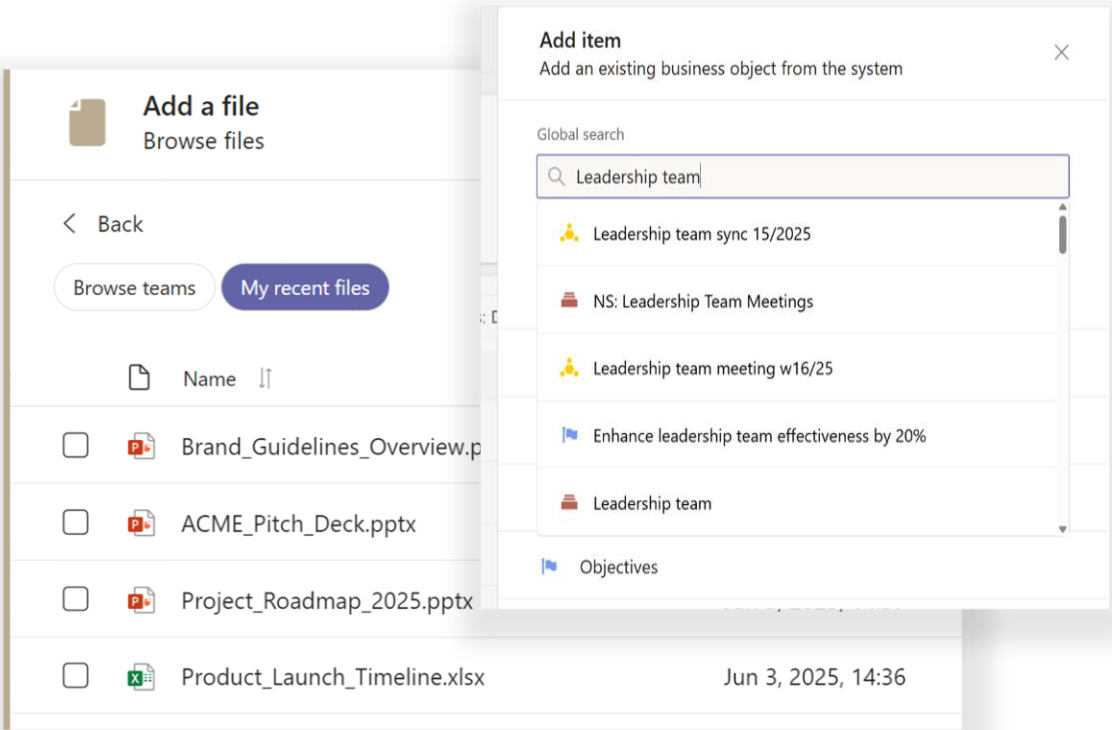 Add a file
Browse files
Back
Browse teams
My recent files
Name
Brand_Guidelines_Overview.p
ACME_Pitch_Deck.pptx
Project_Roadmap_2025.pptx
Product_Launch_Timeline.xlsx
Jun 3, 2025, 14:36
Add item
Add an existing business object from the system
Global search
Leadership team
Leadership team sync 15/2025
NS: Leadership Team Meetings
Leadership team meeting w16/25
Enhance leadership team effectiveness by 20%
Leadership team
Objectives